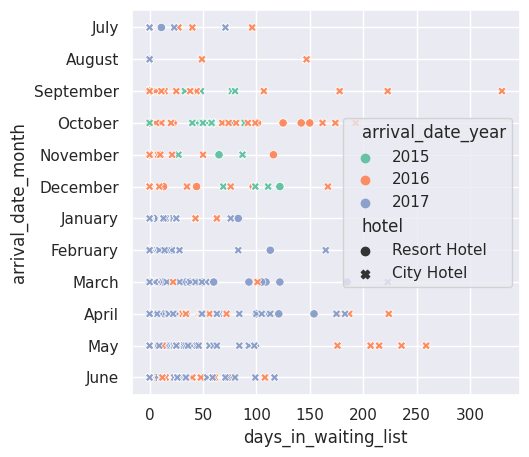 July
August
September
October
November
December
January
February
March
April
May
June
arrival_date_month
0 50 100 150 200 250 300
days_in_waiting_list
arrival_date_year
2015
2016
2017
hotel
Resort Hotel
City Hotel